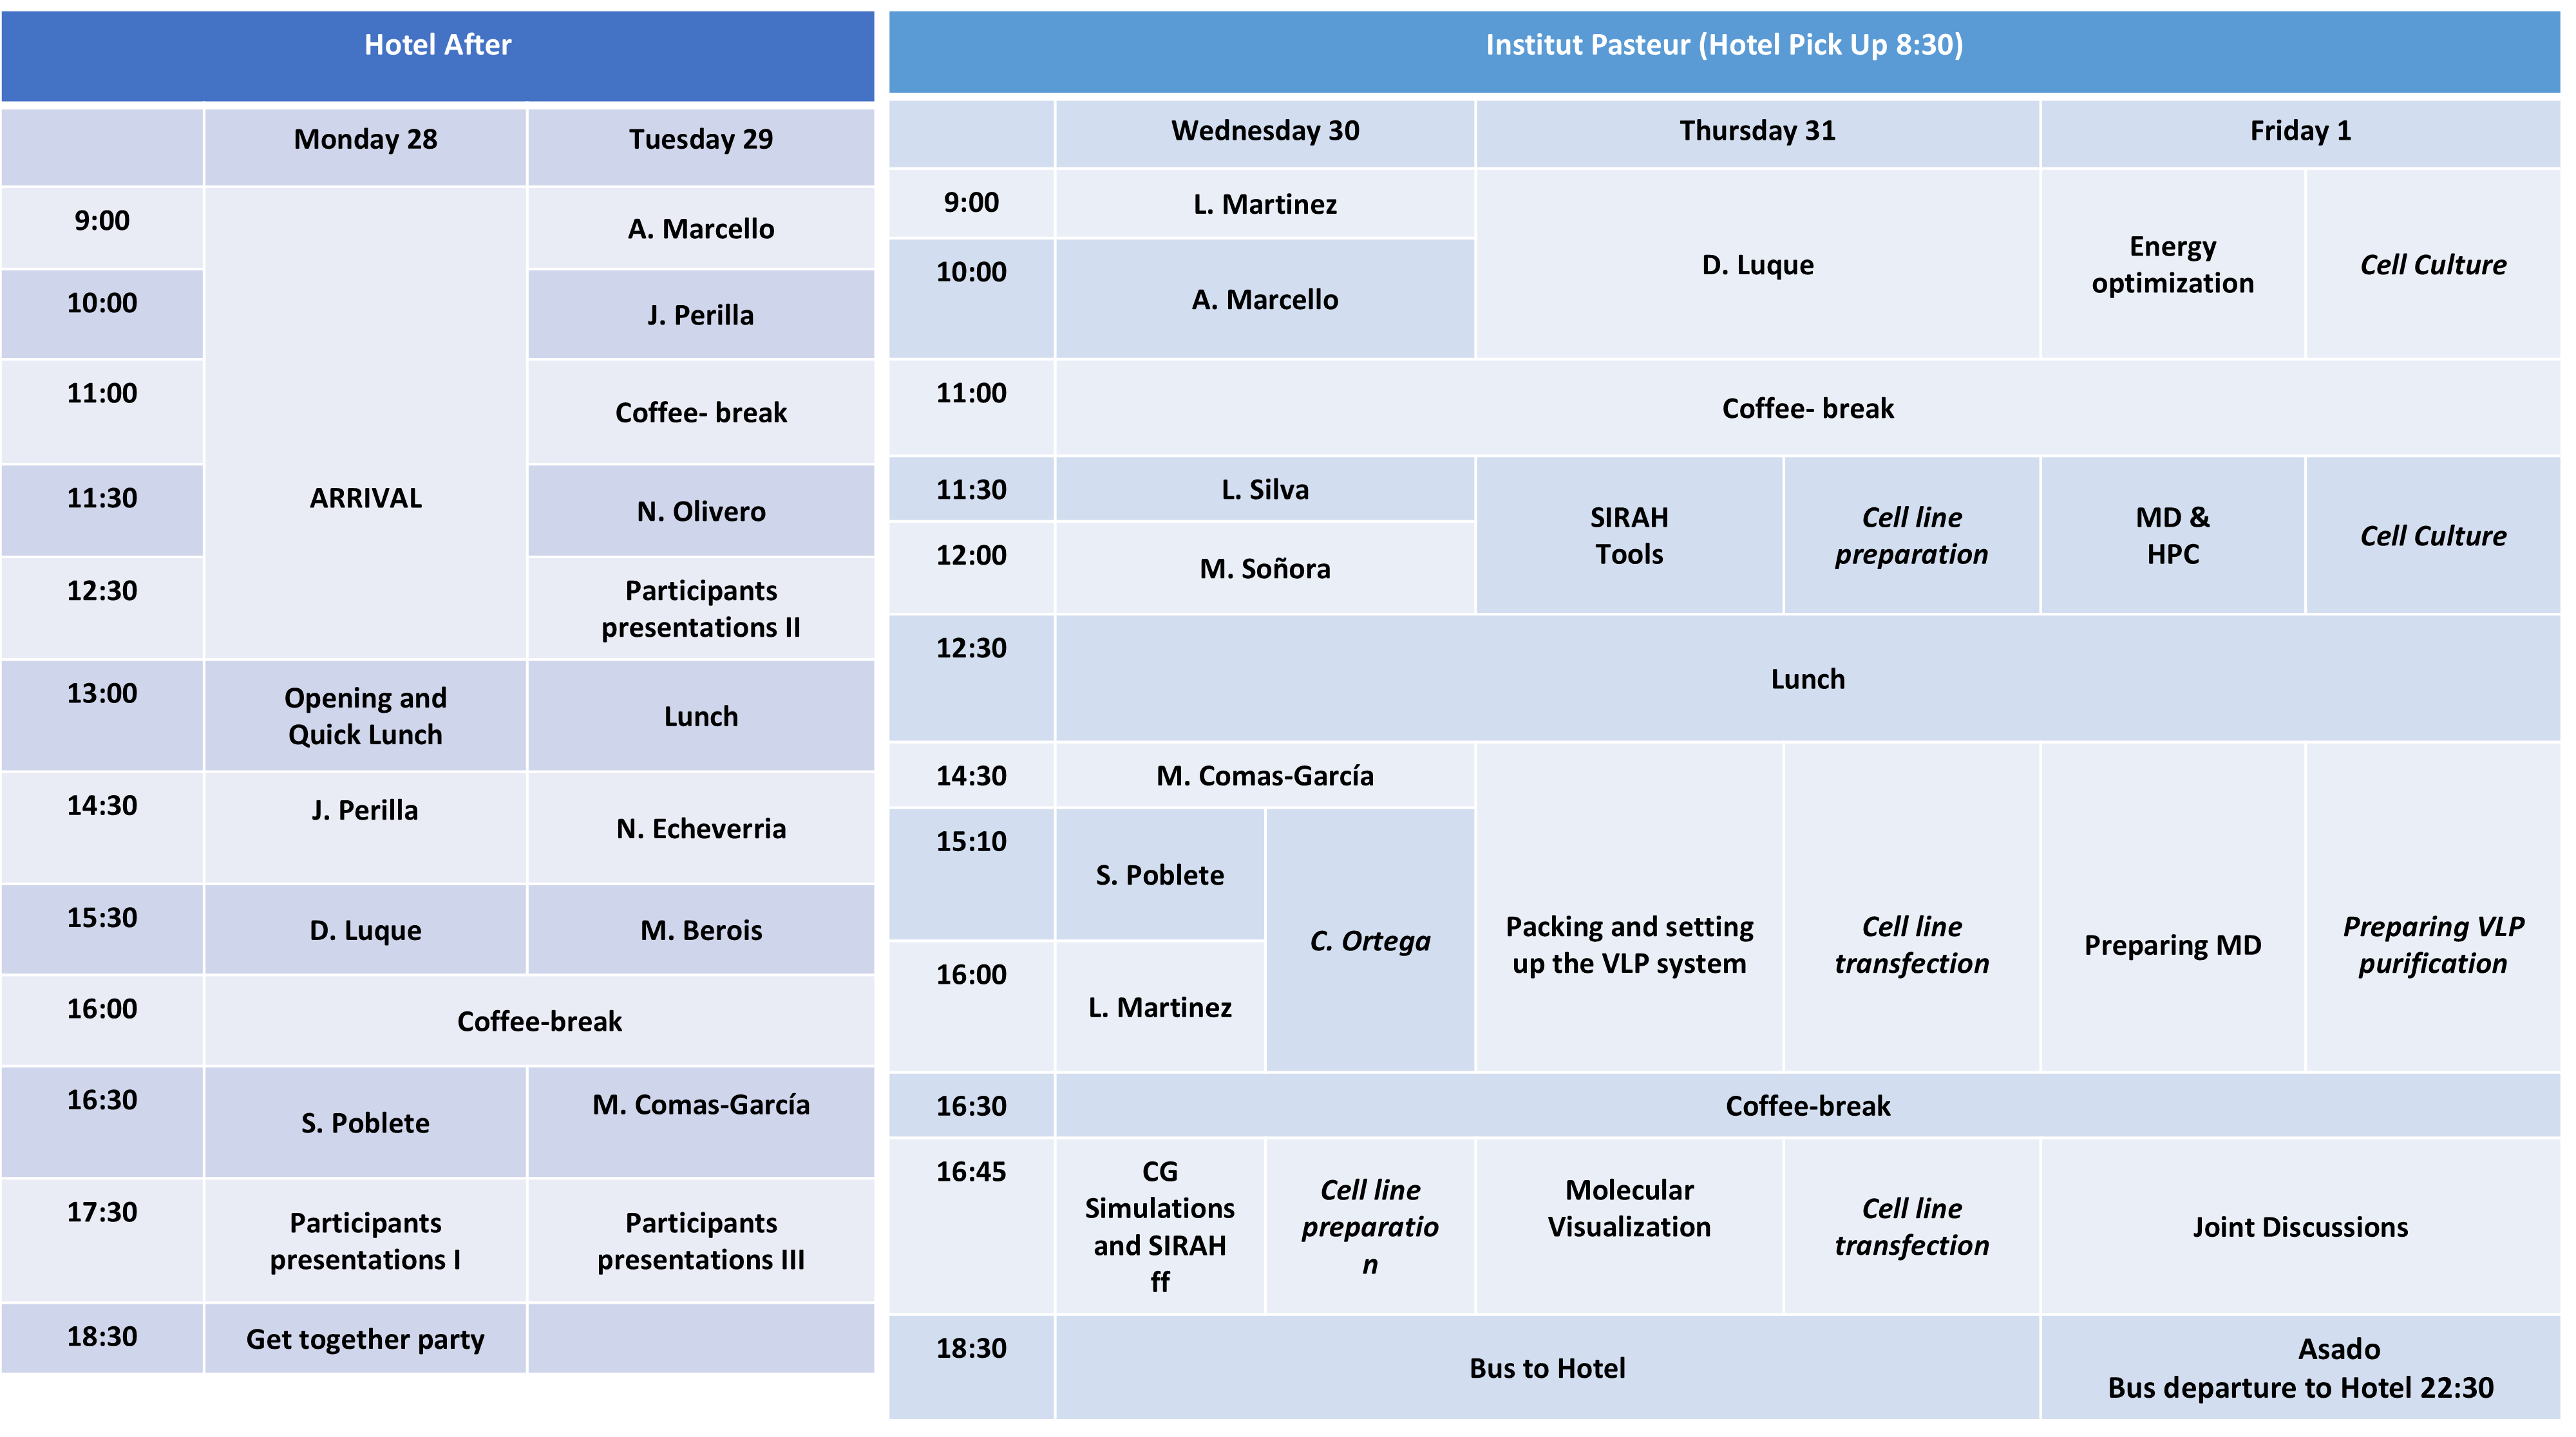 Hotel After
Monday 28
Tuesday 29
9:00
A. Marcello
10:00
J. Perilla
11:00
Coffee- break
ARRIVAL
11:30
N. Olivero
12:30
Participants
presentations II
13:00
Opening and
Quick Lunch
Lunch
14:30
J. Perilla
N. Echeverria
15:30
D. Luque
M. Berois
16:00
Coffee-break
16:30
S. Poblete
M. Comas-García
17:30
Participants
presentations I
Participants
presentations III
18:30
Get together party
Institut Pasteur (Hotel Pick Up 8:30)
Wednesday 30
Thursday 31
Friday 1
9:00
L. Martinez
D. Luque
Energy
optimization
Cell Culture
10:00
A. Marcello
11:00
Coffee- break
11:30
L. Silva
SIRAH
Tools
Cell line
preparation
MD &
HPC
Cell Culture
12:00
M. Soñora
12:30
Lunch
14:30
M. Comas-García
15:10
S. Poblete
C. Ortega
Packing and setting
up the VLP system
Cell line
transfection
Preparing MD
Preparing VLP
purification
16:00
L. Martinez
16:30
Coffee-break
16:45
CG
Simulations
and SIRAH
ff
Cell line
preparatio
n
Molecular
Visualization
Cell line
transfection
Joint Discussions
18:30
Bus to Hotel
Asado
Bus departure to Hotel 22:30